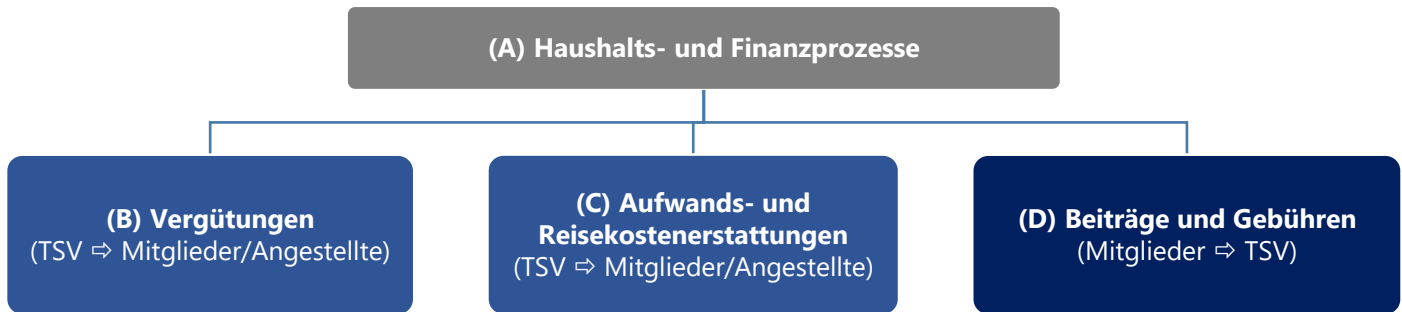 (A) Haushalts- und Finanzprozesse
(B) Vergütungen
(TSV ⇨ Mitglieder/Angestellte)
(C) Aufwands- und
Reisekostenerstattungen
(TSV ⇨ Mitglieder/Angestellte)
(D) Beiträge und Gebühren
(Mitglieder ⇨ TSV)